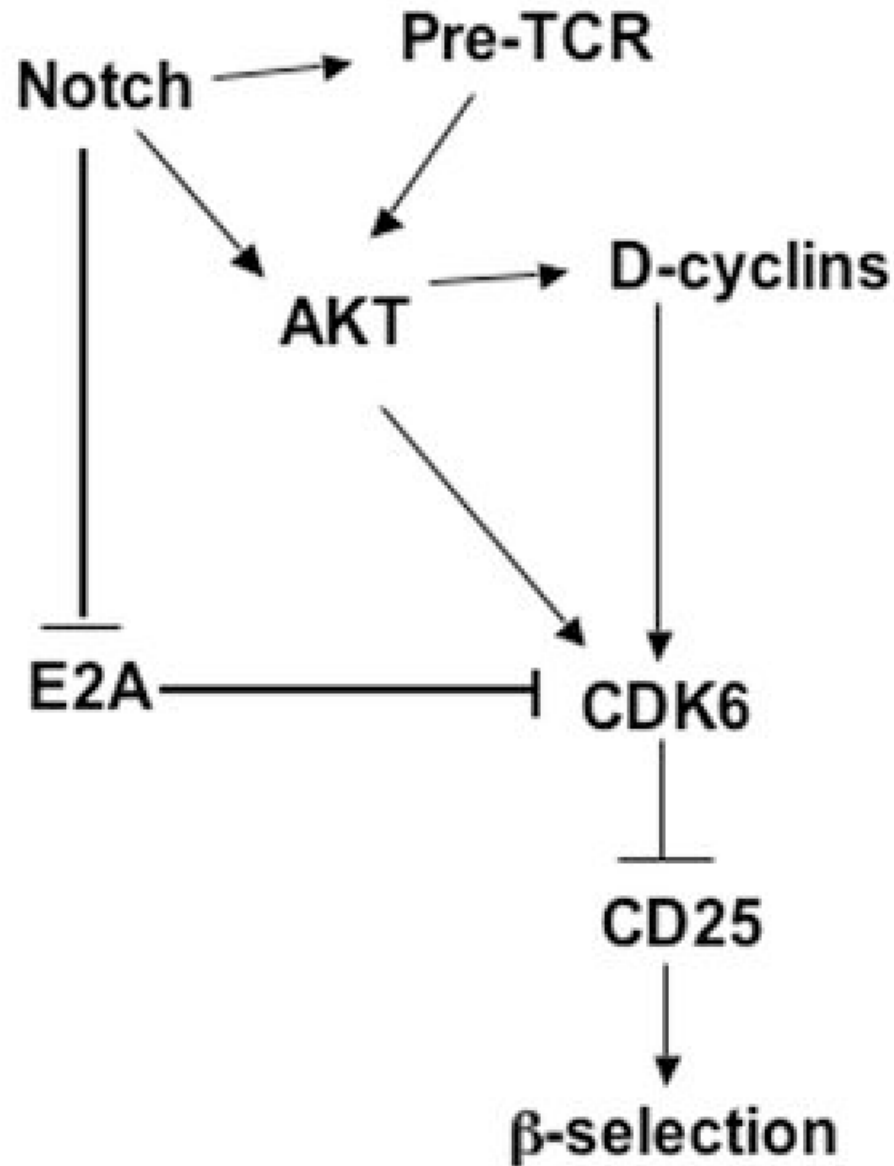 Pre-TCR
Notch
D-cyclins
AKT
E2A
CDK6
CD25
β-selection